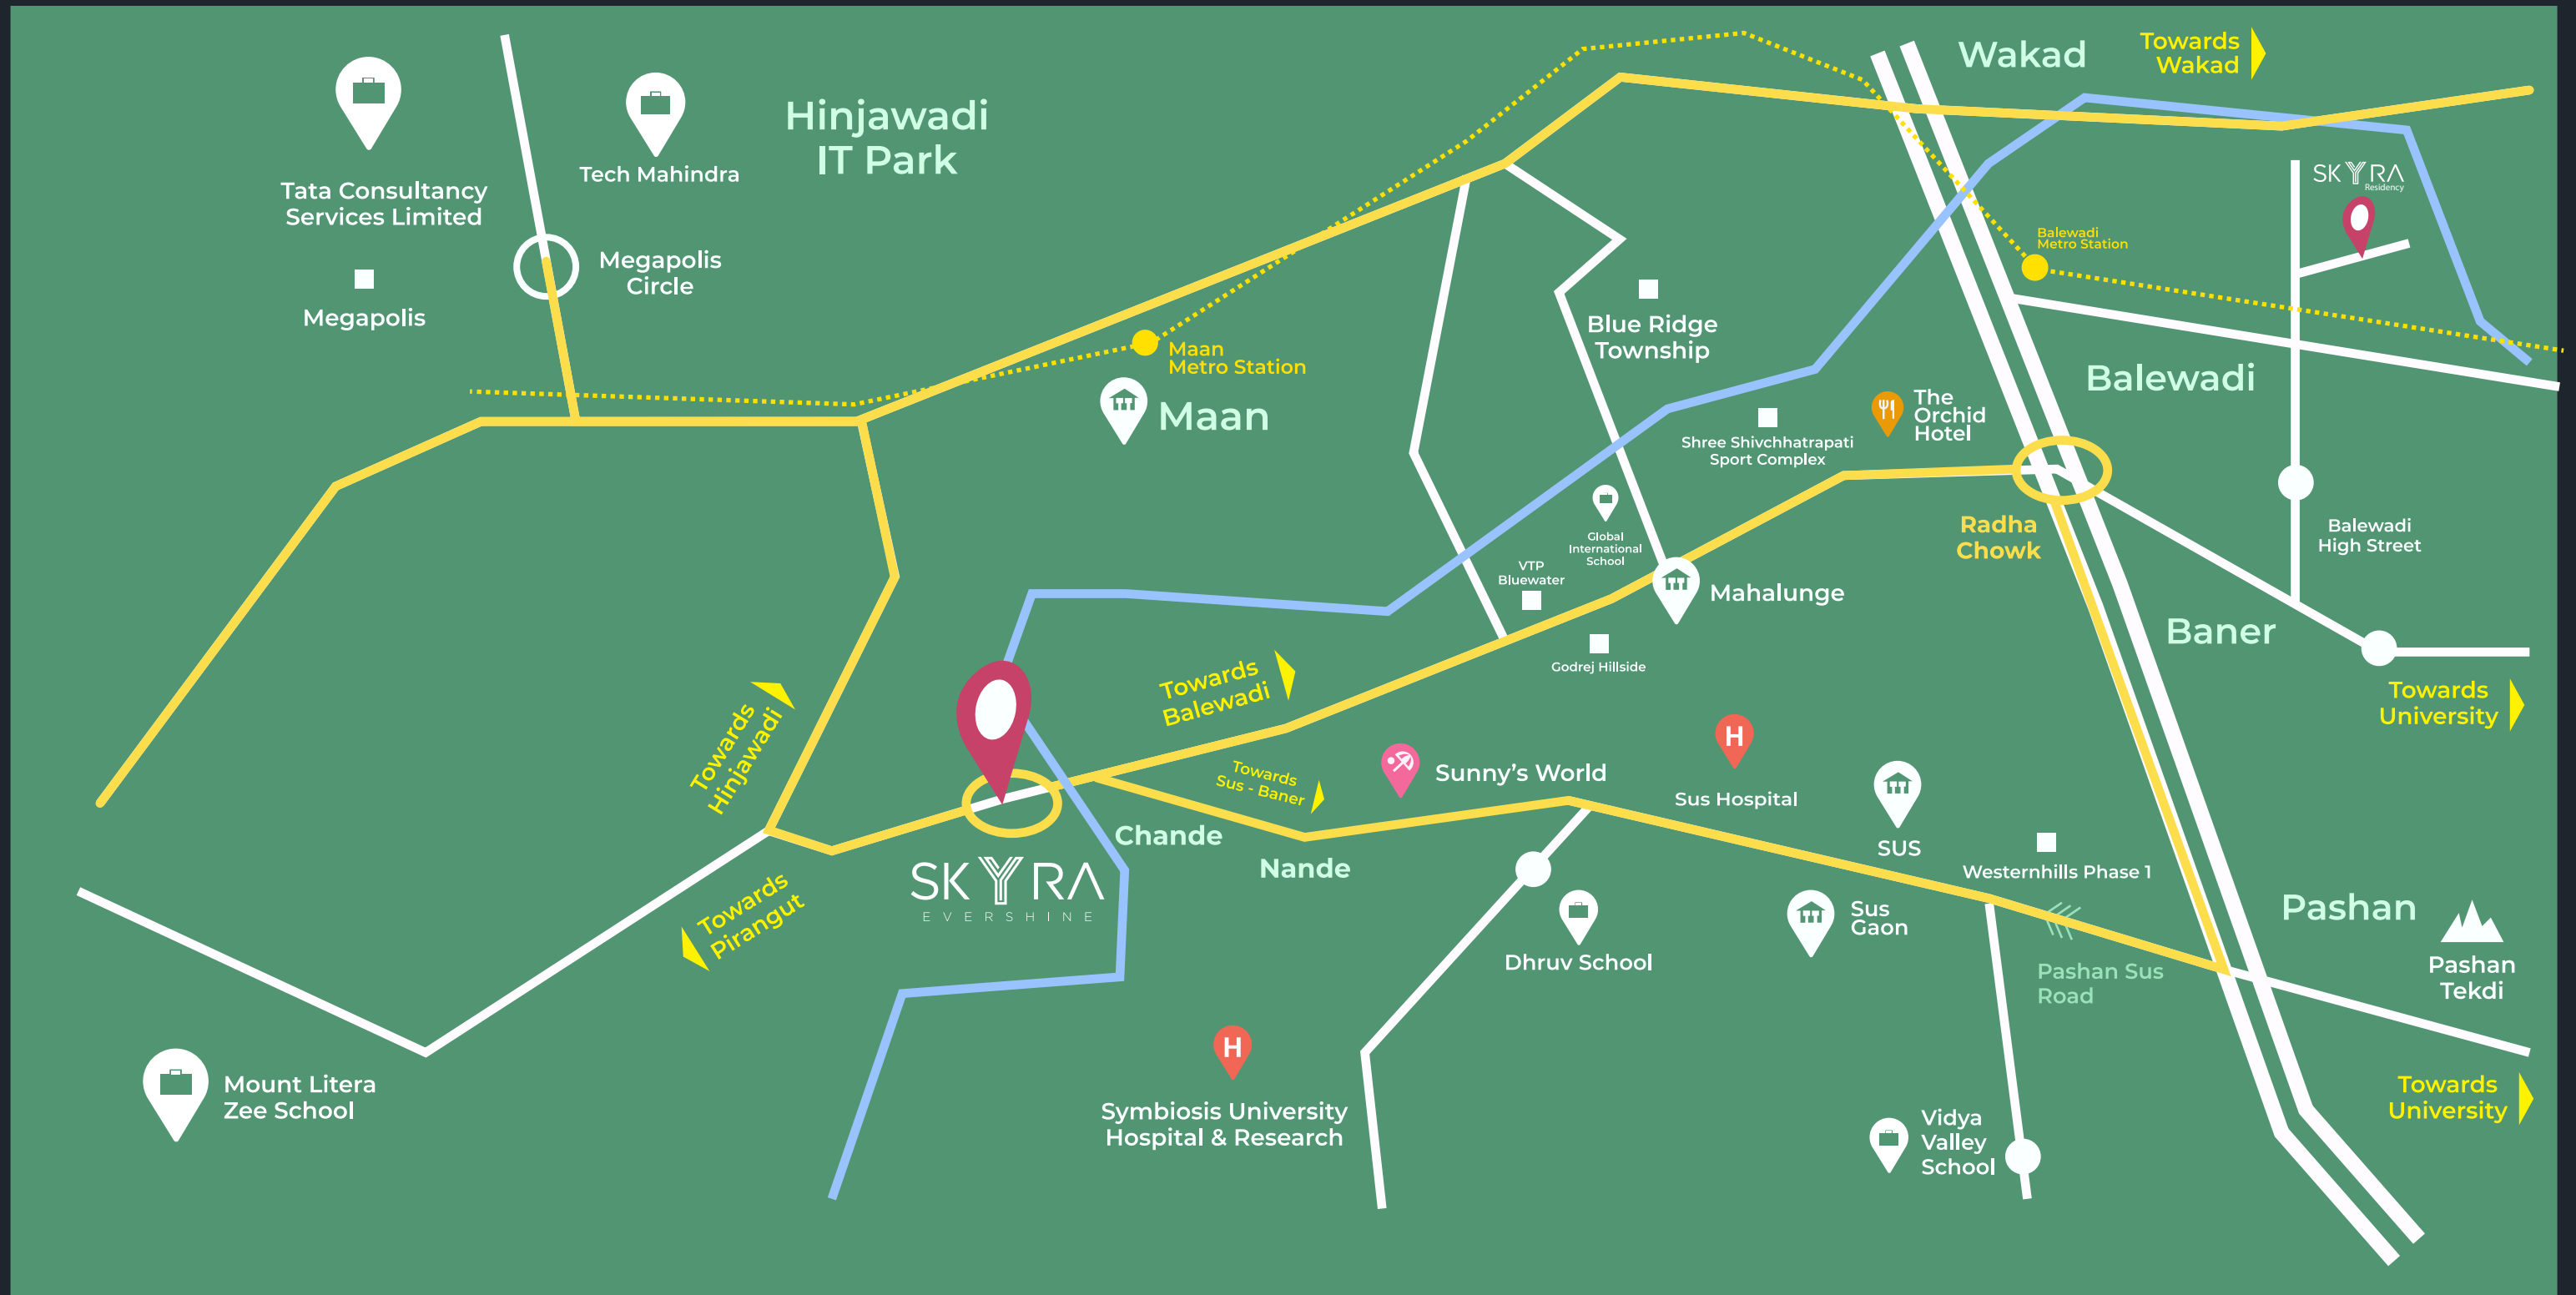 Wakad
Towards
Wakad
Hinjawadi
IT Park
Tech Mahindra
Tata Consultancy
Services Limited
SKYRA
Residency
Megapolis
Circle
Balewadi
Metro Station
Megapolis
Blue Ridge
Township
Maan
Metro Station
Maan
Balewadi
The
Orchid
Hotel
Shree Shivchhatrapati
Sport Complex
Radha
Chowk
Balewadi
High Street
Global
International
School
VTP
Bluewater
Mahalunge
Baner
Godrej Hillside
Towards
University
Towards
Balewadi
Towards
Hinjawadi
Towards
Sus - Baner
Sunny's World
H
Sus Hospital
Chande
Nande
SUS
Westernhills Phase 1
SKYRA
EVERSHINE
Towards
Pirangut
Sus
Gaon
Pashan
Dhruv School
Pashan Sus
Road
Pashan
Tekdi
H
Symbiosis University
Hospital & Research
Mount Litera
Zee School
Towards
University
Vidya
Valley
School